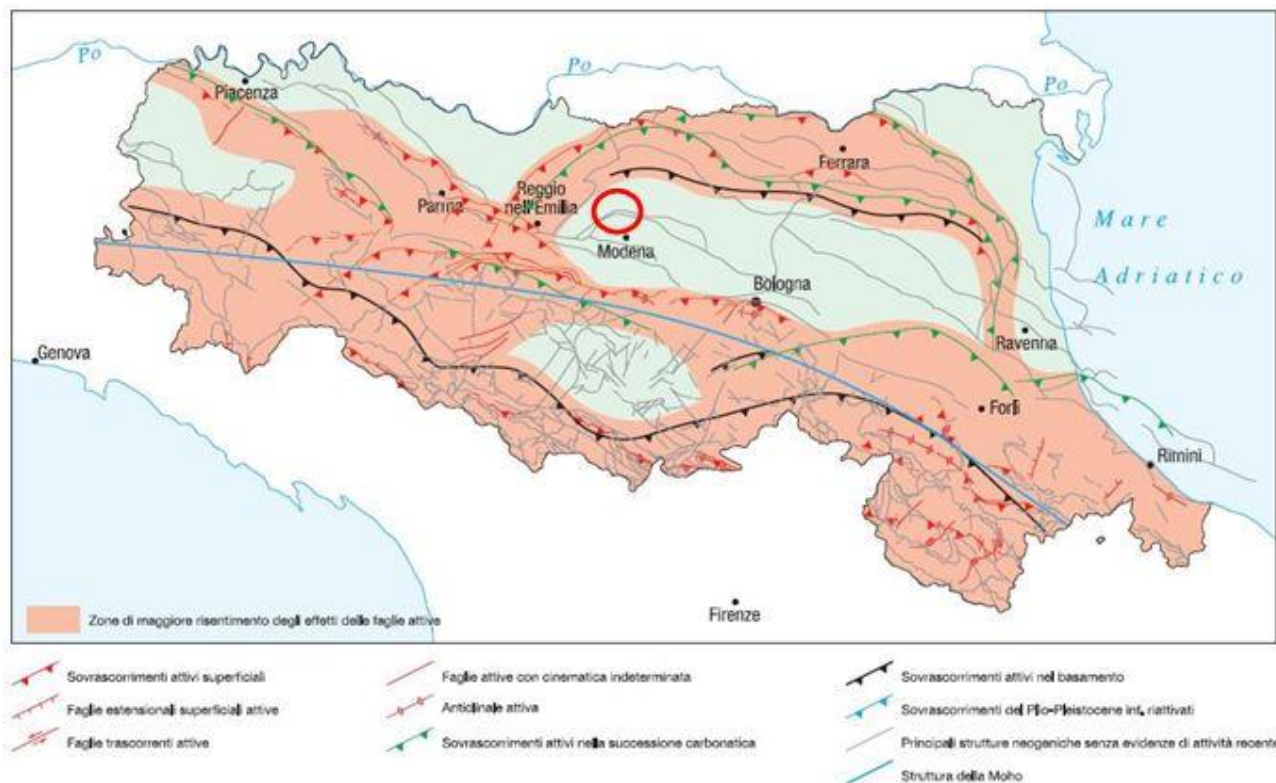 Po
Po
Po
Piacenza
Ferrara
Parma
Reggio
nell'Emilia
Mare
Modena
Adriatico
Bologna
Ravenna
Genova
Forlì
Rimini
Firenze
Zone di maggiore risentimento degli effetti delle faglie attive
Sovrascorrimenti attivi superficiali
Faglie estensionali superficiali attive
Faglie trascorrenti attive
Faglie attive con cinematica indeterminata
Anticlinale attiva
Sovrascorrimenti attivi nella successione carbonatica
Sovrascorrimenti attivi nel basamento
Sovrascorrimenti del Plio-Pleistocene inf. riattivati
Principali strutture neogeniche senza evidenze di attività recente
Struttura della Moho